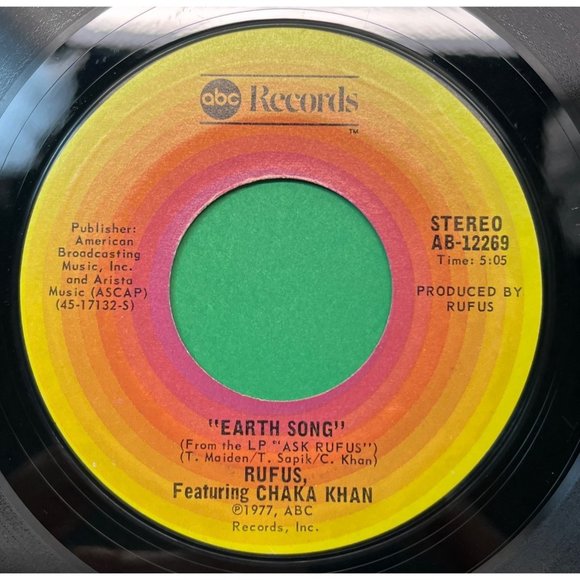 abc Records
TM
Publisher:
American
Broadcasting
Music, Inc.
and Arista
Music (ASCAP)
(45-17132-S)
STEREO
AB-12269
Time: 5:05
PRODUCED BY
RUFUS
"EARTH SONG"
(From the LP "ASK RUFUS")
(T. Maiden/T. Sapik/C. Khan)
RUFUS,
Featuring CHAKA KHAN
℗1977, ABC
Records, Inc.